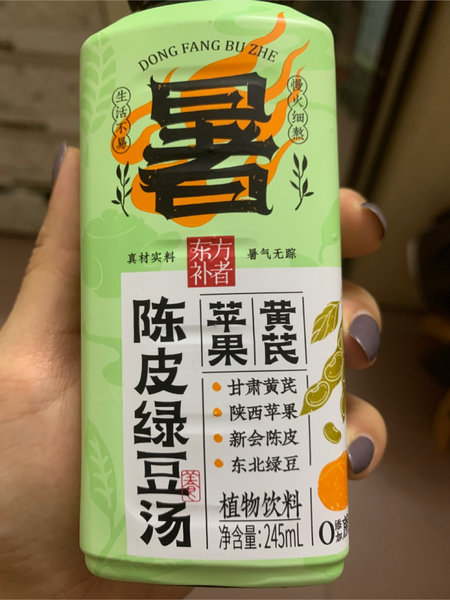 DONG FANG BU ZHE
生活不易
慢火细熬
暑
真材实料
东方补者
暑气无踪
陈皮绿豆汤
苹果
黄芪
甘肃黄芪
陕西苹果
新会陈皮
东北绿豆
植物饮料
净含量:245mL
0添加